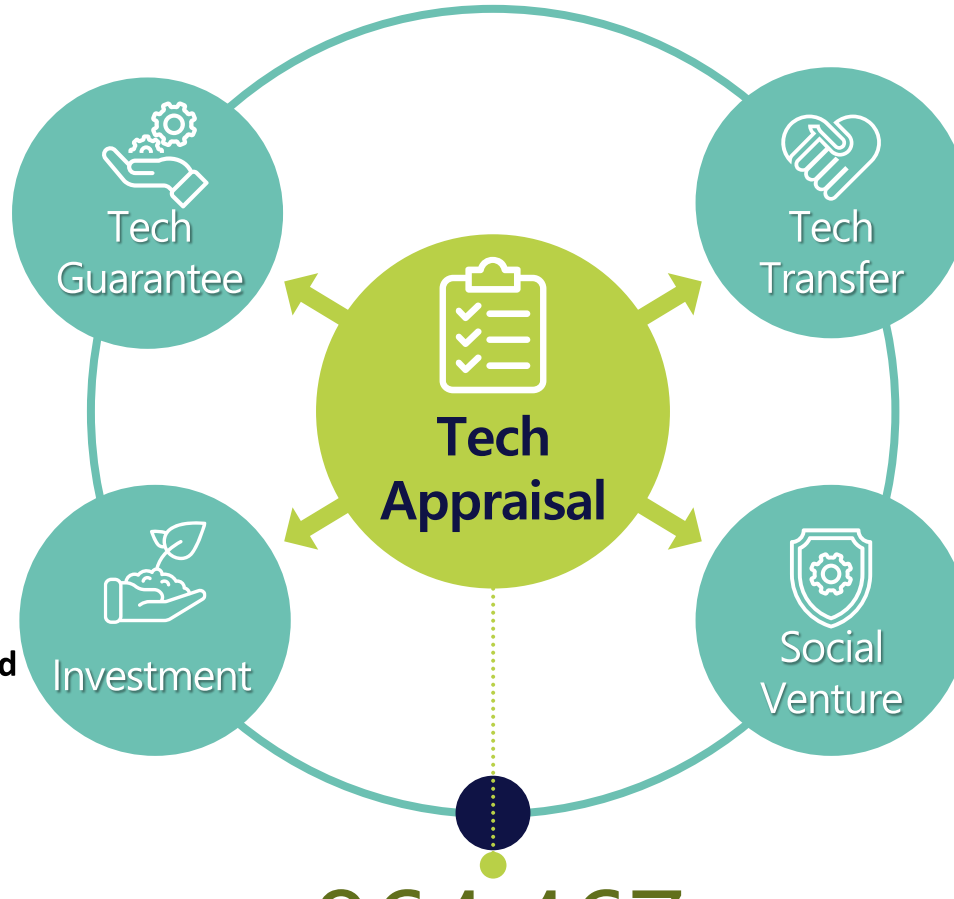 Tech
Guarantee
Tech
Transfer
Tech
Appraisal
Investment
Social
Venture